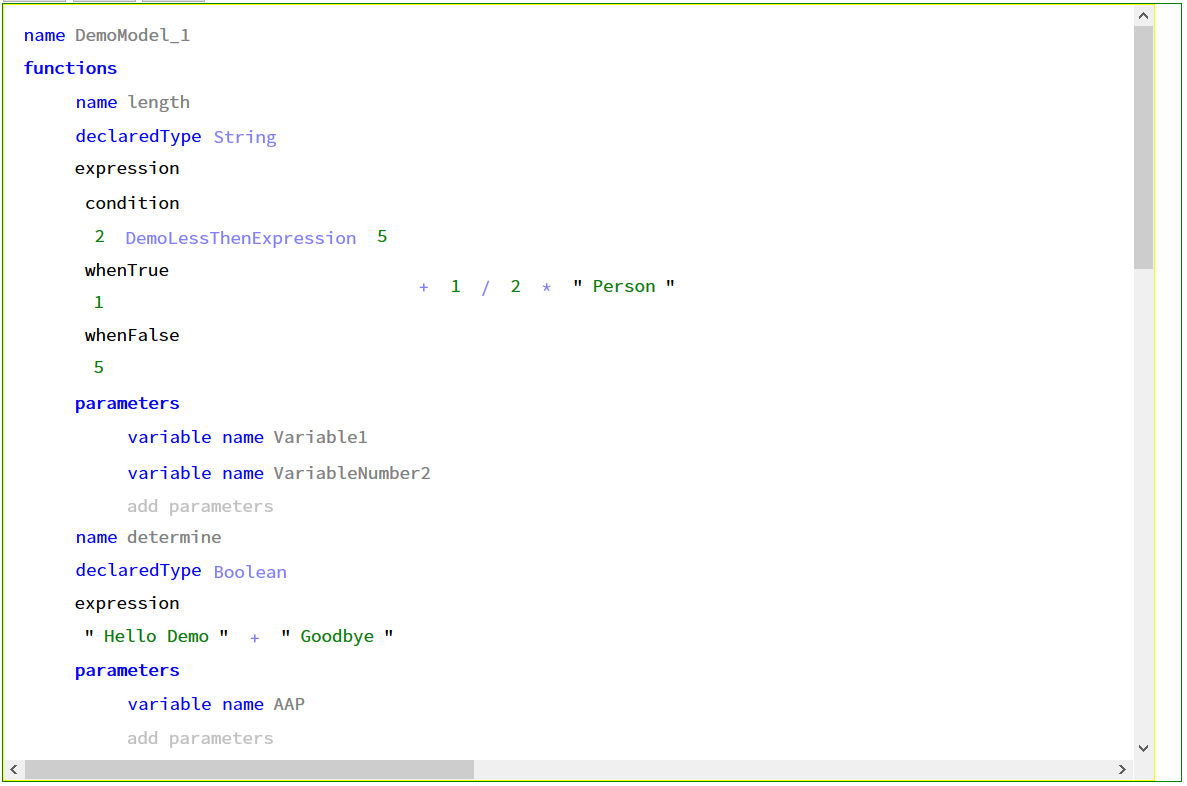 name DemoModel_1
functions
name length
declaredType String
expression
condition
2 DemoLessThenExpression 5
whenTrue
+ 1 / 2 * " Person "
1
whenFalse
5
parameters
variable name Variable1
variable name VariableNumber2
add parameters
name determine
declaredType Boolean
expression
" Hello Demo " + " Goodbye "
parameters
variable name AAP
add parameters